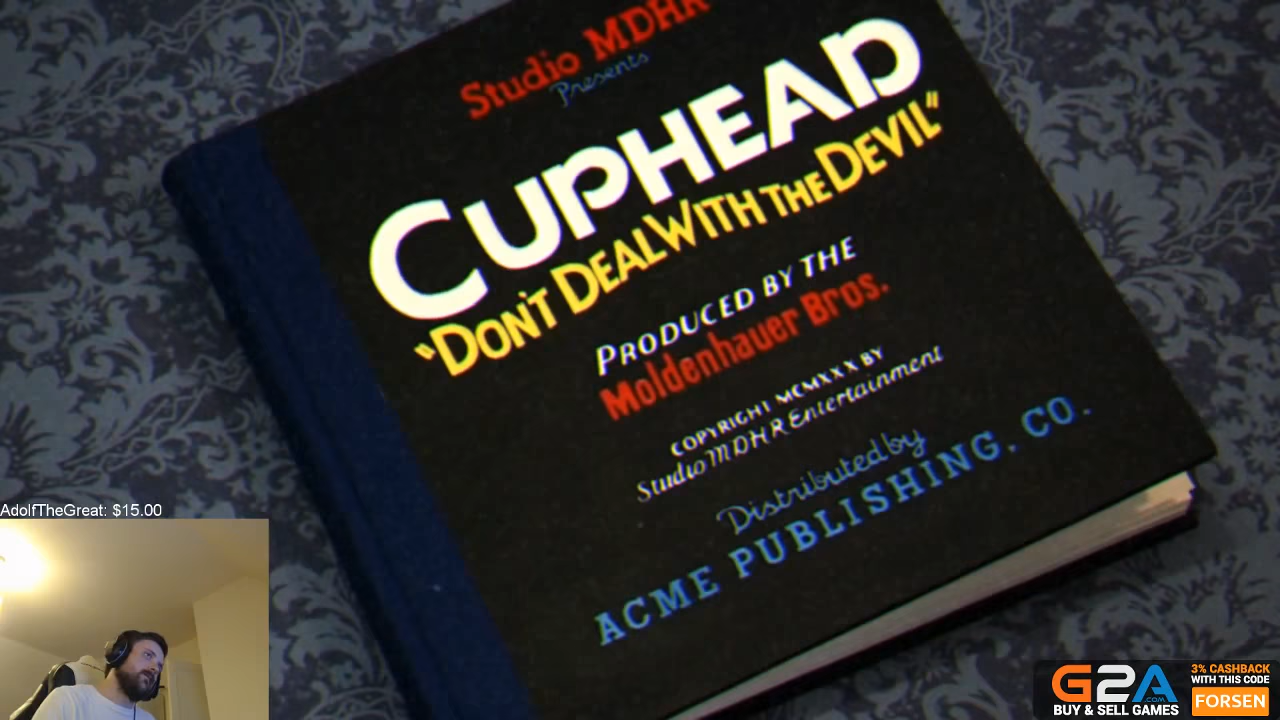 Studio MDHR
Presents
CUPHEAD
"DON'T DEAL WITH THE DEVIL"
PRODUCED BY THE
Moldenhauer Bros.
COPYRIGHT MCMXXX BY
Studio MDHR Entertainment
Distributed by
ACME PUBLISHING. CO.
AdolfTheGreat: $15.00
G2A.COM
BUY & SELL GAMES
3% CASHBACK
WITH THIS CODE
FORSEN